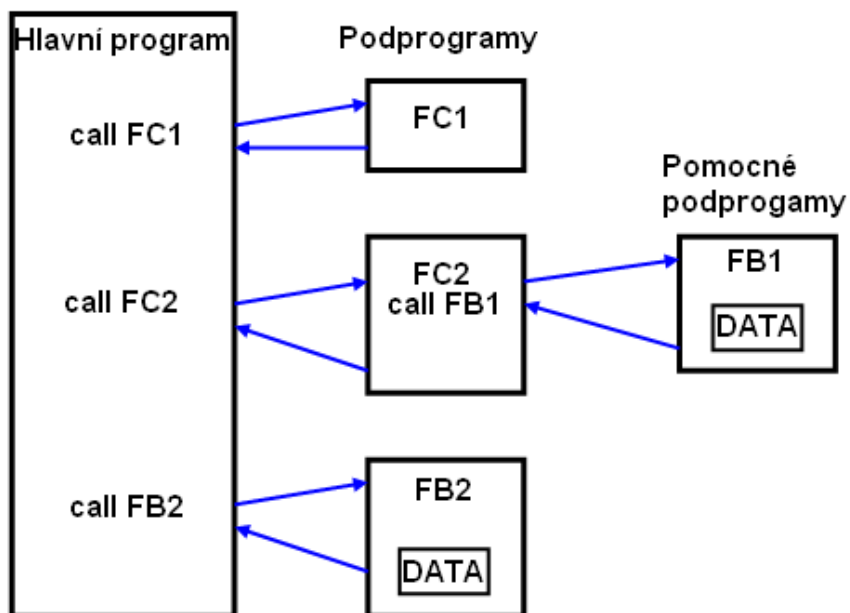 Hlavní program
Podprogramy
call FC1
FC1
Pomocné
podprogamy
call FC2
FC2
call FB1
FB1
DATA
call FB2
FB2
DATA